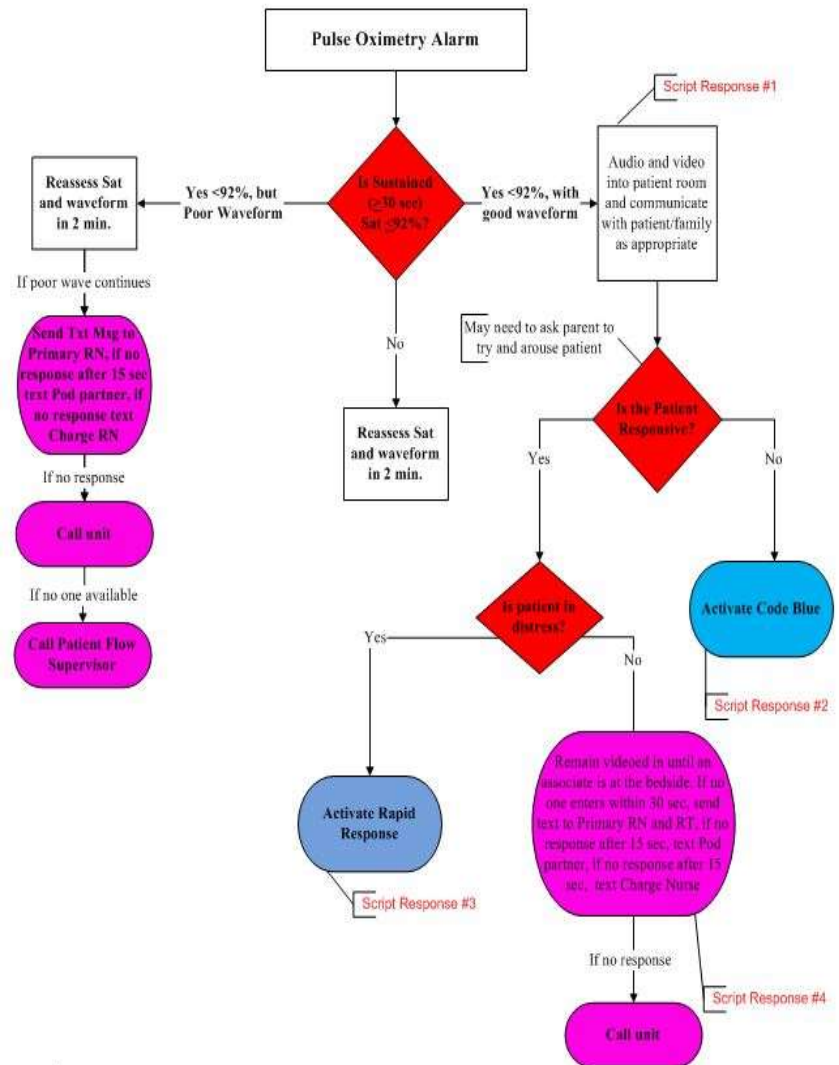 Pulse Oximetry Alarm
Script Response #1
Is Sustained
(≥30 sec)
Sat ≤92%?
Yes <92%, but
Poor Waveform
Yes <92%, with
good waveform
Reassess Sat
and waveform
in 2 min.
Audio and video
into patient room
and communicate
with patient/family
as appropriate
If poor wave continues
Send Txt Msg to
Primary RN, if no
response after 15 sec
text Pod partner, if
no response text
Charge RN
If no response
Call unit
If no one available
Call Patient Flow
Supervisor
No
Reassess Sat
and waveform
in 2 min.
May need to ask parent to
try and arouse patient
Is the Patient
Responsive?
Yes
No
Is patient in
distress?
Activate Code Blue
Script Response #2
Yes
No
Activate Rapid
Response
Script Response #3
Remain videoed in until an
associate is at the bedside. If no
one enters within 30 sec, send
text to Primary RN and RT, if no
response after 15 sec, text Pod
partner, if no response after 15
sec, text Charge Nurse
Script Response #4
If no response
Call unit